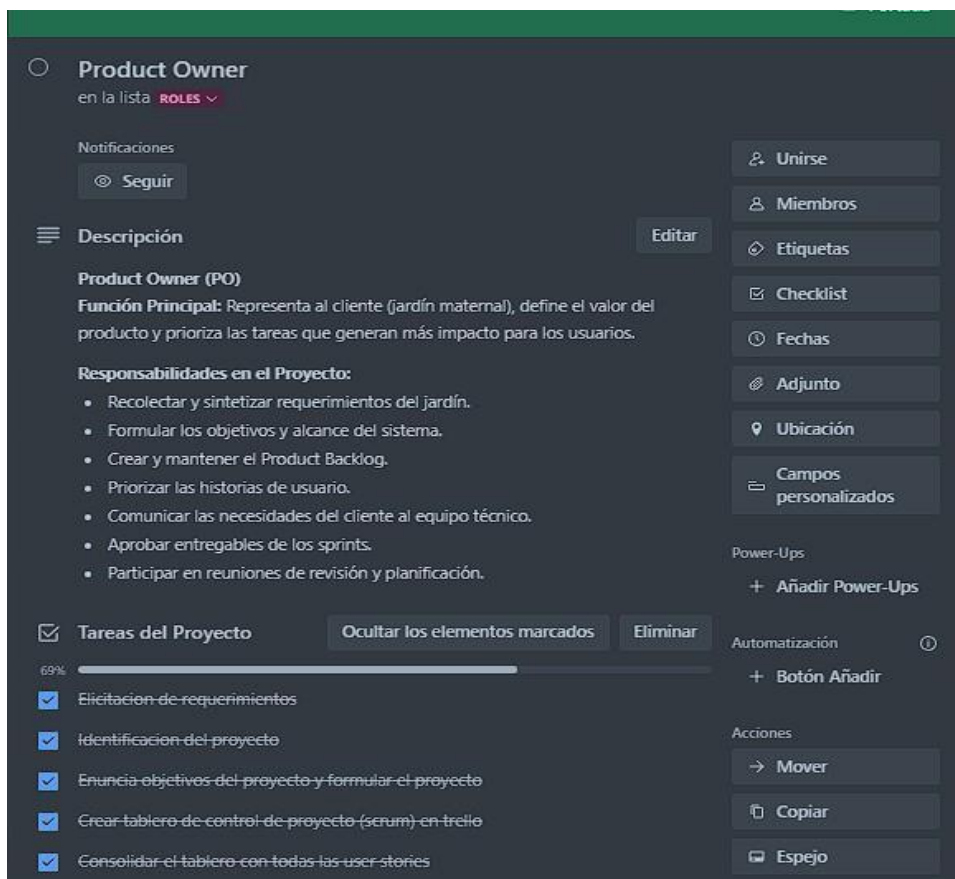 Product Owner
en la lista ROLES
Notificaciones
Seguir
Descripción
Editar
Product Owner (PO)
Función Principal: Representa al cliente (jardín maternal), define el valor del
producto y prioriza las tareas que generan más impacto para los usuarios.
Responsabilidades en el Proyecto:
• Recolectar y sintetizar requerimientos del jardín.
• Formular los objetivos y alcance del sistema.
• Crear y mantener el Product Backlog.
• Priorizar las historias de usuario.
• Comunicar las necesidades del cliente al equipo técnico.
• Aprobar entregables de los sprints.
• Participar en reuniones de revisión y planificación.
Tareas del Proyecto
Ocultar los elementos marcados
Eliminar
69%
Elicitacion de requerimientos
Identificacion del proyecto
Enuncia objetivos del proyecto y formular el proyecto
Crear tablero de control de proyecto (scrum) en trello
Consolidar el tablero con todas las user stories
Unirse
Miembros
Etiquetas
Checklist
Fechas
Adjunto
Ubicación
Campos
personalizados
Power-Ups
+ Añadir Power-Ups
Automatización
+ Botón Añadir
Acciones
→ Mover
Copiar
Espejo